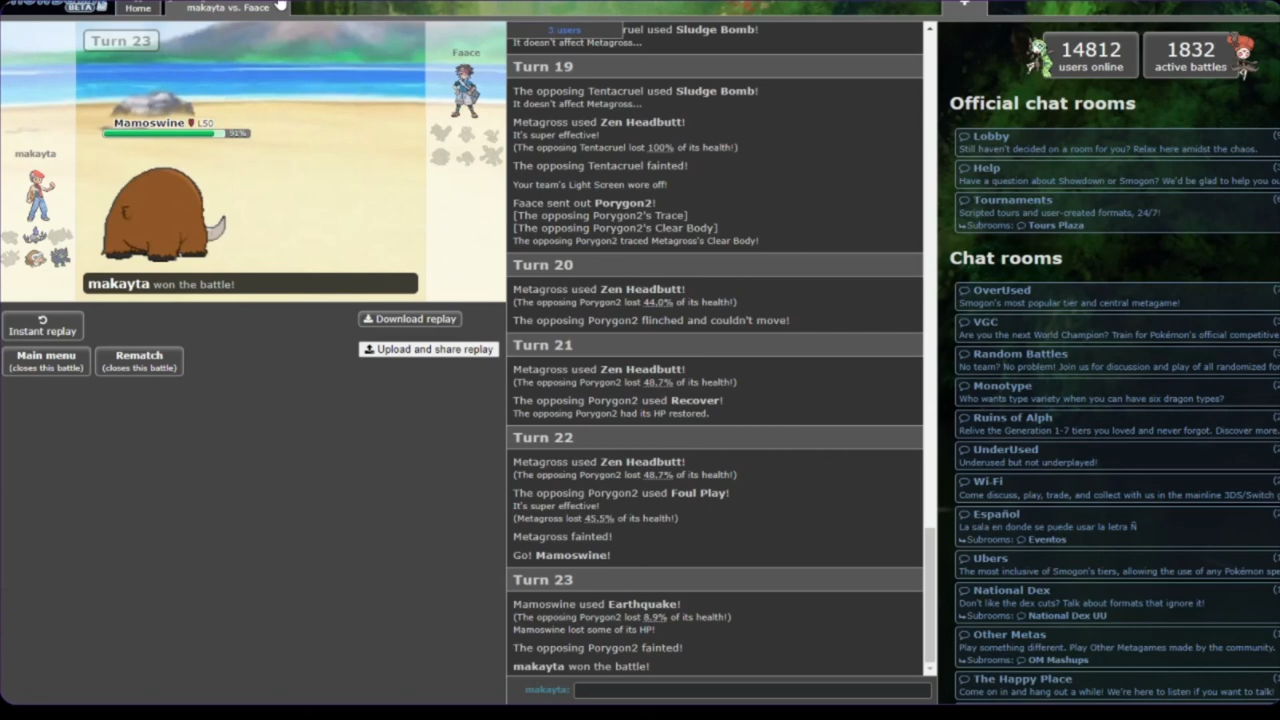 BETA
Home
makayta vs. Faace
Turn 23
Faace
Mamoswine L50
91%
makayta
makayta won the battle!
Instant replay
Download replay
Upload and share replay
Main menu
(closes this battle)
Rematch
(closes this battle)
3 users
ruel used Sludge Bomb!
It doesn't affect Metagross...
Turn 19
The opposing Tentacruel used Sludge Bomb!
It doesn't affect Metagross...
Metagross used Zen Headbutt!
It's super effective!
(The opposing Tentacruel lost 100% of its health!)
The opposing Tentacruel fainted!
Your team's Light Screen wore off!
Faace sent out Porygon2!
[The opposing Porygon2's Trace]
[The opposing Porygon2's Clear Body]
The opposing Porygon2 traced Metagross's Clear Body!
Turn 20
Metagross used Zen Headbutt!
(The opposing Porygon2 lost 44.0% of its health!)
The opposing Porygon2 flinched and couldn't move!
Turn 21
Metagross used Zen Headbutt!
(The opposing Porygon2 lost 48.7% of its health!)
The opposing Porygon2 used Recover!
The opposing Porygon2 had its HP restored.
Turn 22
Metagross used Zen Headbutt!
(The opposing Porygon2 lost 48.7% of its health!)
The opposing Porygon2 used Foul Play!
It's super effective!
(Metagross lost 45.5% of its health!)
Metagross fainted!
Go! Mamoswine!
Turn 23
Mamoswine used Earthquake!
(The opposing Porygon2 lost 8.9% of its health!)
Mamoswine lost some of its HP!
The opposing Porygon2 fainted!
makayta won the battle!
makayta:
14812
users online
1832
active battles
Official chat rooms
Lobby
Still haven't decided on a room for you? Relax here amidst the chaos.
Help
Have a question about Showdown or Smogon? We'd be glad to help you ou
Tournaments
Scripted tours and user-created formats, 24/7!
Subrooms: Tours Plaza
Chat rooms
OverUsed
Smogon's most popular tier and central metagame!
VGC
Are you the next World Champion? Train for Pokémon's official competitive
Random Battles
No team? No problem! Join us for discussion and play of all randomized for
Monotype
Who wants type variety when you can have six dragon types?
Ruins of Alph
Relive the Generation 1-7 tiers you loved and never forgot. Discover more.
UnderUsed
Underused but not underplayed!
Wi-Fi
Come discuss, play, trade, and collect with us in the mainline 3DS/Switch
Español
La sala en donde se puede usar la letra Ñ
Subrooms: Eventos
Ubers
The most inclusive of Smogon's tiers, allowing the use of any Pokémon spe
National Dex
Don't like the dex cuts? Talk about formats that ignore it!
Subrooms: National Dex UU
Other Metas
Play something different. Play Other Metagames made by the community.
Subrooms: OM Mashups
The Happy Place
Come on in and hang out a while! We're here to listen if you want to talk!